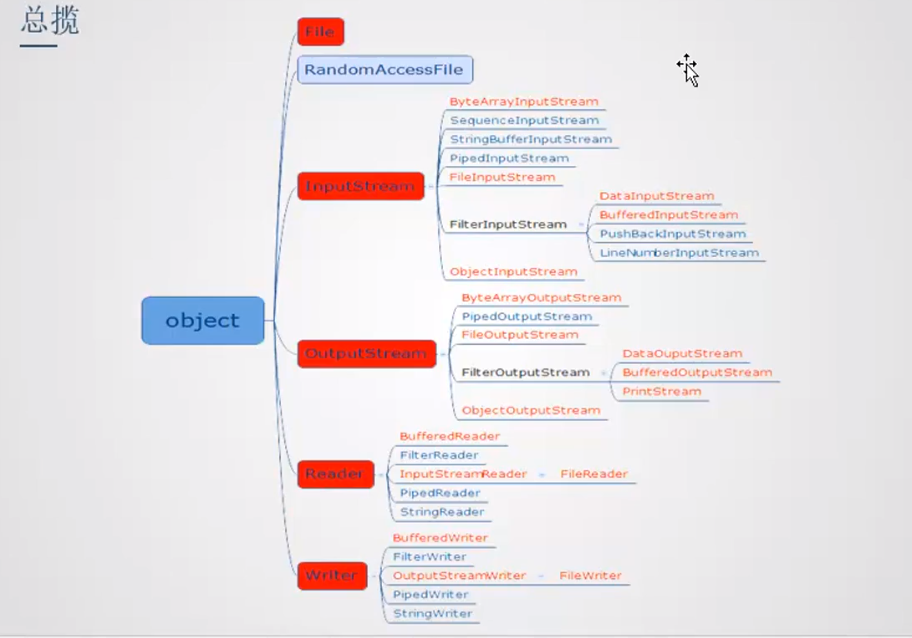 总揽
File
RandomAccessFile
ByteArrayInputStream
SequenceInputStream
StringBufferInputStream
PipedInputStream
FileInputStream
InputStream
DataInputStream
BufferedInputStream
FilterInputStream
PushBackInputStream
LineNumberInputStream
ObjectInputStream
object
ByteArrayOutputStream
PipedOutputStream
FileOutputStream
OutputStream
DataOuputStream
FilterOutputStream
BufferedOutputStream
PrintStream
ObjectOutputStream
BufferedReader
FilterReader
Reader
InputStreamReader
FileReader
PipedReader
StringReader
BufferedWriter
FilterWriter
Writer
OutputStreamWriter
FileWriter
PipedWriter
StringWriter